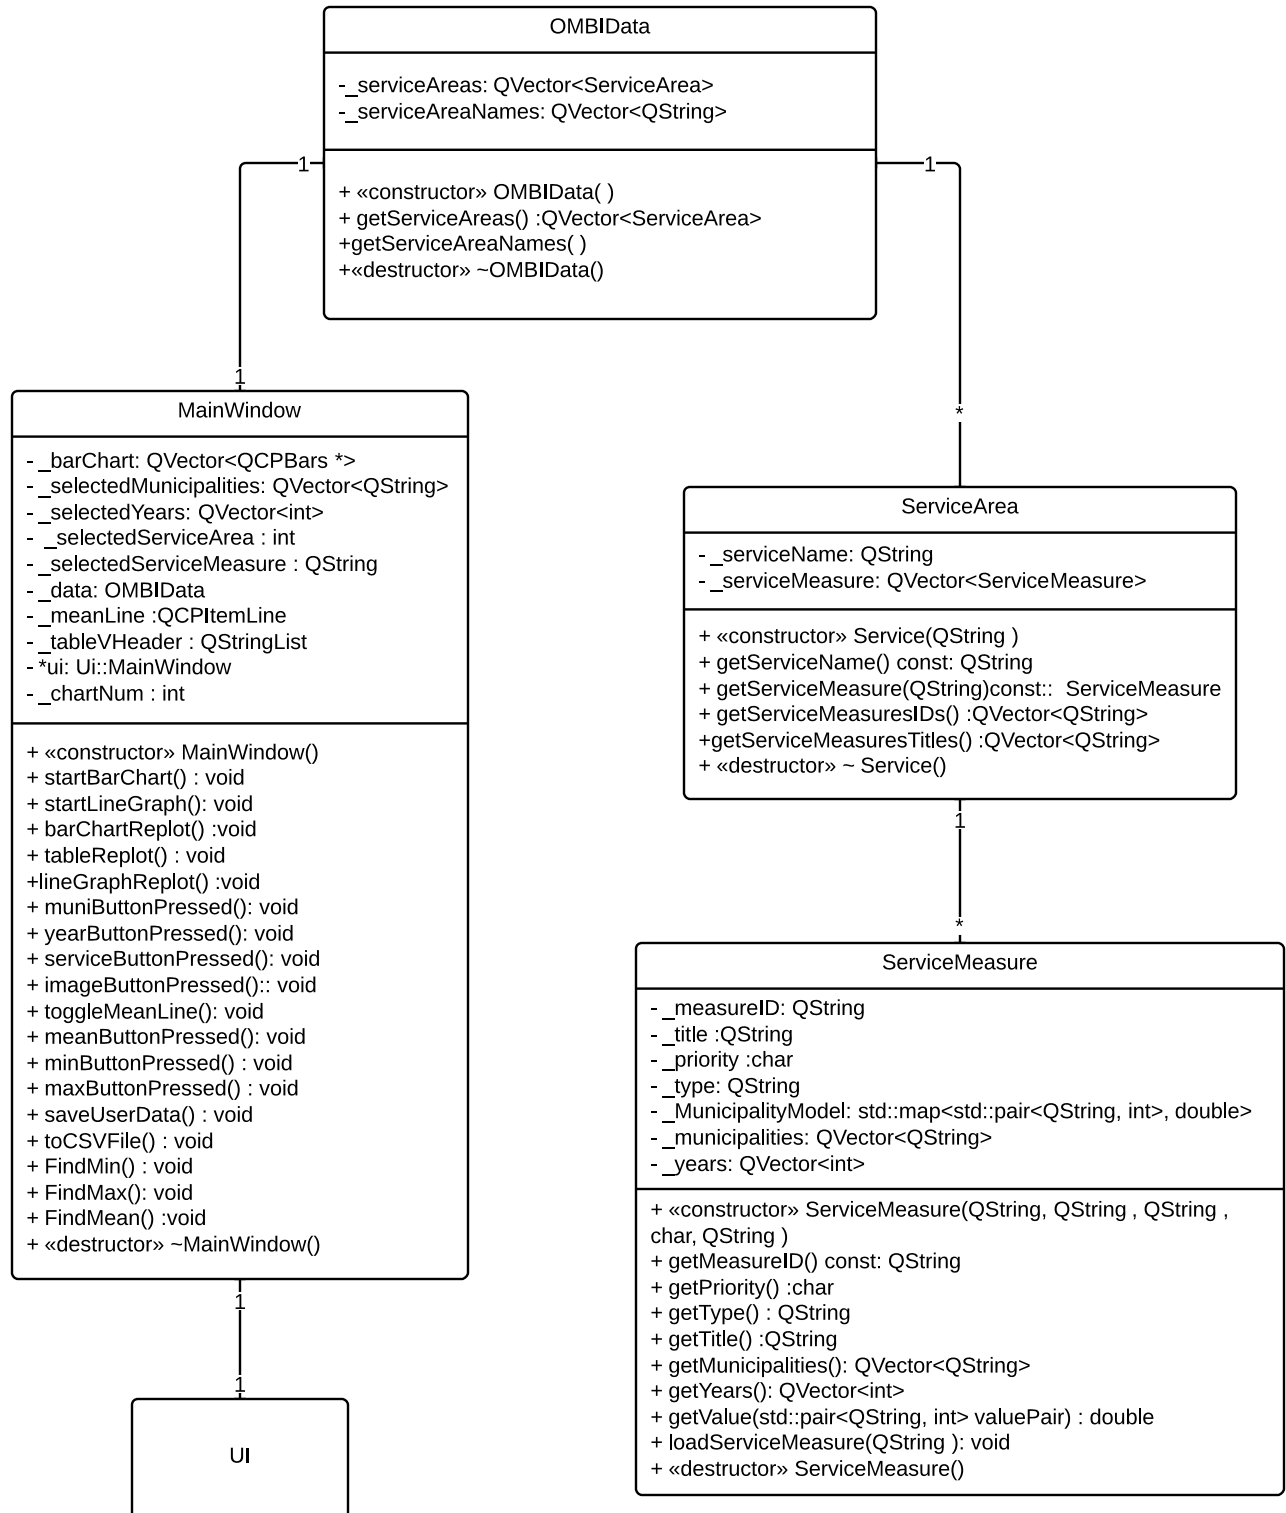 OMBIData
- _serviceAreas: QVector<ServiceArea>
-_serviceAreaNames: QVector<QString>
+ «constructor» OMBIData( )
+ getServiceAreas() :QVector<ServiceArea>
+getServiceAreaNames( )
+«destructor» ~OMBIData()
1
1
1
*
MainWindow
- _barChart: QVector<QCPBars *>
- _selectedMunicipalities: QVector<QString>
- _selectedYears: QVector<int>
-  _selectedServiceArea : int
- _selectedServiceMeasure : QString
- _data: OMBIData
- _meanLine :QCPItemLine
- _tableVHeader : QStringList
- *ui: Ui::MainWindow
- _chartNum : int
+ «constructor» MainWindow()
+ startBarChart() : void
+ startLineGraph(): void
+ barChartReplot() :void
+ tableReplot() : void
+lineGraphReplot() :void
+ muniButtonPressed(): void
+ yearButtonPressed(): void
+ serviceButtonPressed(): void
+ imageButtonPressed():: void
+ toggleMeanLine(): void
+ meanButtonPressed(): void
+ minButtonPressed() : void
+ maxButtonPressed() : void
+ saveUserData() : void
+ toCSVFile() : void
+ FindMin() : void
+ FindMax(): void
+ FindMean() :void
+ «destructor» ~MainWindow()
1
1
UI
ServiceArea
- _serviceName: QString
- _serviceMeasure: QVector<ServiceMeasure>
+ «constructor» Service(QString )
+ getServiceName() const: QString
+ getServiceMeasure(QString)const::  ServiceMeasure
+ getServiceMeasuresIDs() :QVector<QString>
+getServiceMeasuresTitles() :QVector<QString>
+ «destructor» ~ Service()
1
*
ServiceMeasure
- _measureID: QString
- _title :QString
- _priority :char
- _type: QString
- _MunicipalityModel: std::map<std::pair<QString, int>, double>
- _municipalities: QVector<QString>
- _years: QVector<int>
+ «constructor» ServiceMeasure(QString, QString , QString ,
char, QString )
+ getMeasureID() const: QString
+ getPriority() :char
+ getType() : QString
+ getTitle() :QString
+ getMunicipalities(): QVector<QString>
+ getYears(): QVector<int>
+ getValue(std::pair<QString, int> valuePair) : double
+ loadServiceMeasure(QString ): void
+ «destructor» ServiceMeasure()